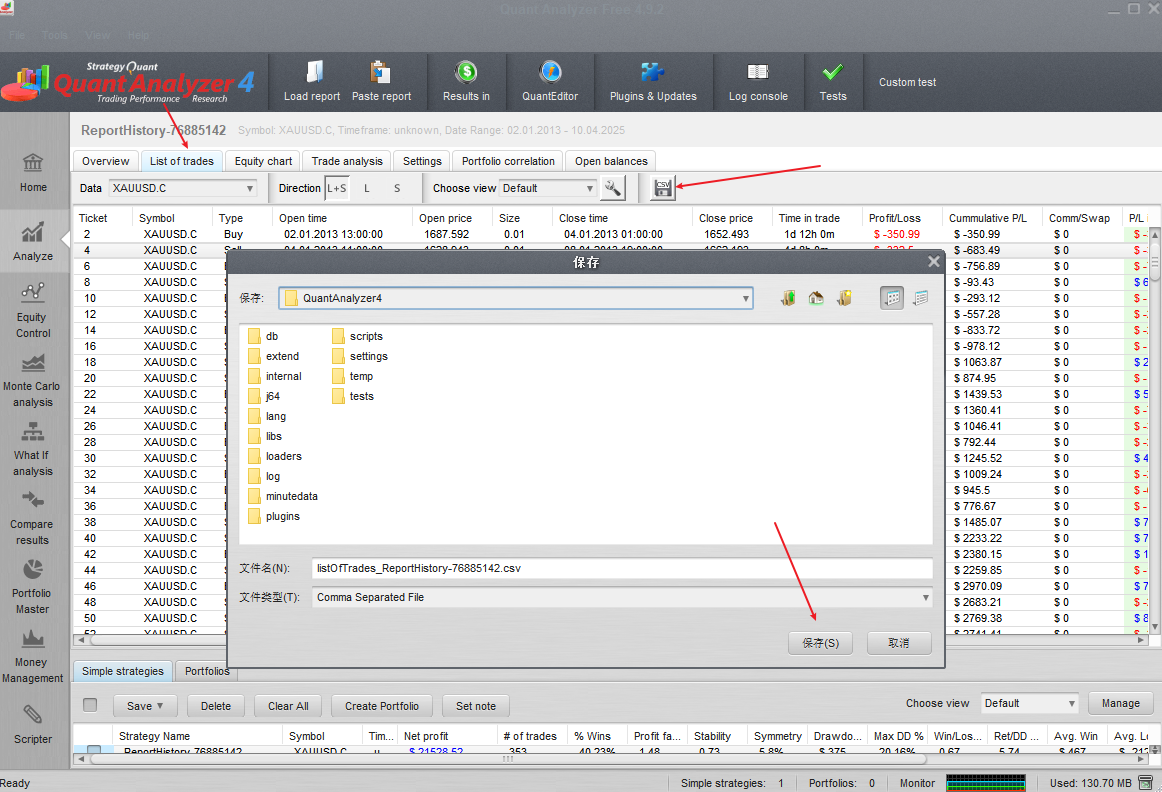 Quant Analyzer Free 4.9.2
File Tools View Help
StrategyQuant
QuantAnalyzer 4
Trading Performance Research
Load report Paste report Results in QuantEditor Plugins & Updates Log console Tests Custom test
ReportHistory-76885142 Symbol: XAUUSD.C, Timeframe: unknown, Date Range: 02.01.2013 - 10.04.2025
Overview List of trades Equity chart Trade analysis Settings Portfolio correlation Open balances
Data XAUUSD.C Direction L+S L S Choose view Default CSV
Ticket Symbol Type Open time Open price Size Close time Close price Time in trade Profit/Loss Cummulative P/L Comm/Swap P/L
2 XAUUSD.C Buy 02.01.2013 13:00:00 1687.592 0.01 04.01.2013 01:00:00 1652.493 1d 12h 0m $ -350.99 $ -350.99 $ 0 $ -
4 XAUUSD.C $ -683.49 $ 0 $ -
6 XAUUSD.C $ -756.89 $ 0 $ -
8 XAUUSD.C $ -93.43 $ 0 $ 6
10 XAUUSD.C $ -293.12 $ 0 $ -
12 XAUUSD.C $ -557.28 $ 0 $ -
14 XAUUSD.C $ -833.72 $ 0 $ -
16 XAUUSD.C $ -978.12 $ 0 $ -
18 XAUUSD.C $ 1063.87 $ 0 $ 2
20 XAUUSD.C $ 874.95 $ 0 $ -
22 XAUUSD.C $ 1439.53 $ 0 $ 5
24 XAUUSD.C $ 1360.41 $ 0 $ -
26 XAUUSD.C $ 1046.41 $ 0 $ -
28 XAUUSD.C $ 792.44 $ 0 $ -
30 XAUUSD.C $ 1245.52 $ 0 $ 4
32 XAUUSD.C $ 1009.24 $ 0 $ -
34 XAUUSD.C $ 945.5 $ 0 $ -
36 XAUUSD.C $ 776.67 $ 0 $ -
38 XAUUSD.C $ 1485.07 $ 0 $ 7
40 XAUUSD.C $ 2233.22 $ 0 $ 7
42 XAUUSD.C $ 2380.15 $ 0 $ 1
44 XAUUSD.C $ 2259.85 $ 0 $ -
46 XAUUSD.C $ 2970.09 $ 0 $ 7
48 XAUUSD.C $ 2683.21 $ 0 $ -
50 XAUUSD.C $ 2769.38 $ 0 $ 8
52 XAUUSD.C $ 2741.41 $ 0 $ -
Home
Analyze
Equity
Control
Monte Carlo
analysis
What If
analysis
Compare
results
Portfolio
Master
Money
Management
Scripter
保存
保存: QuantAnalyzer4
db scripts
extend settings
internal temp
j64 tests
lang
libs
loaders
log
minutedata
plugins
文件名(N): listOfTrades_ReportHistory-76885142.csv
文件类型(T): Comma Separated File
保存(S) 取消
Simple strategies Portfolios
Save Delete Clear All Create Portfolio Set note Choose view Default Manage
Strategy Name Symbol Tim... Net profit # of trades % Wins Profit fa... Stability Symmetry Drawdo... Max DD % Win/Los... Ret/DD ... Avg. Win Avg. Lo
ReportHistory-76885142 XAUUSD.C u $ 21528.52 353 40.23% 1.48 0.73 5.8% $ 375 20.16% 0.67 5.74 $ 467 $ -212
Ready Simple strategies: 1 Portfolios: 0 Monitor Used: 130.70 MB